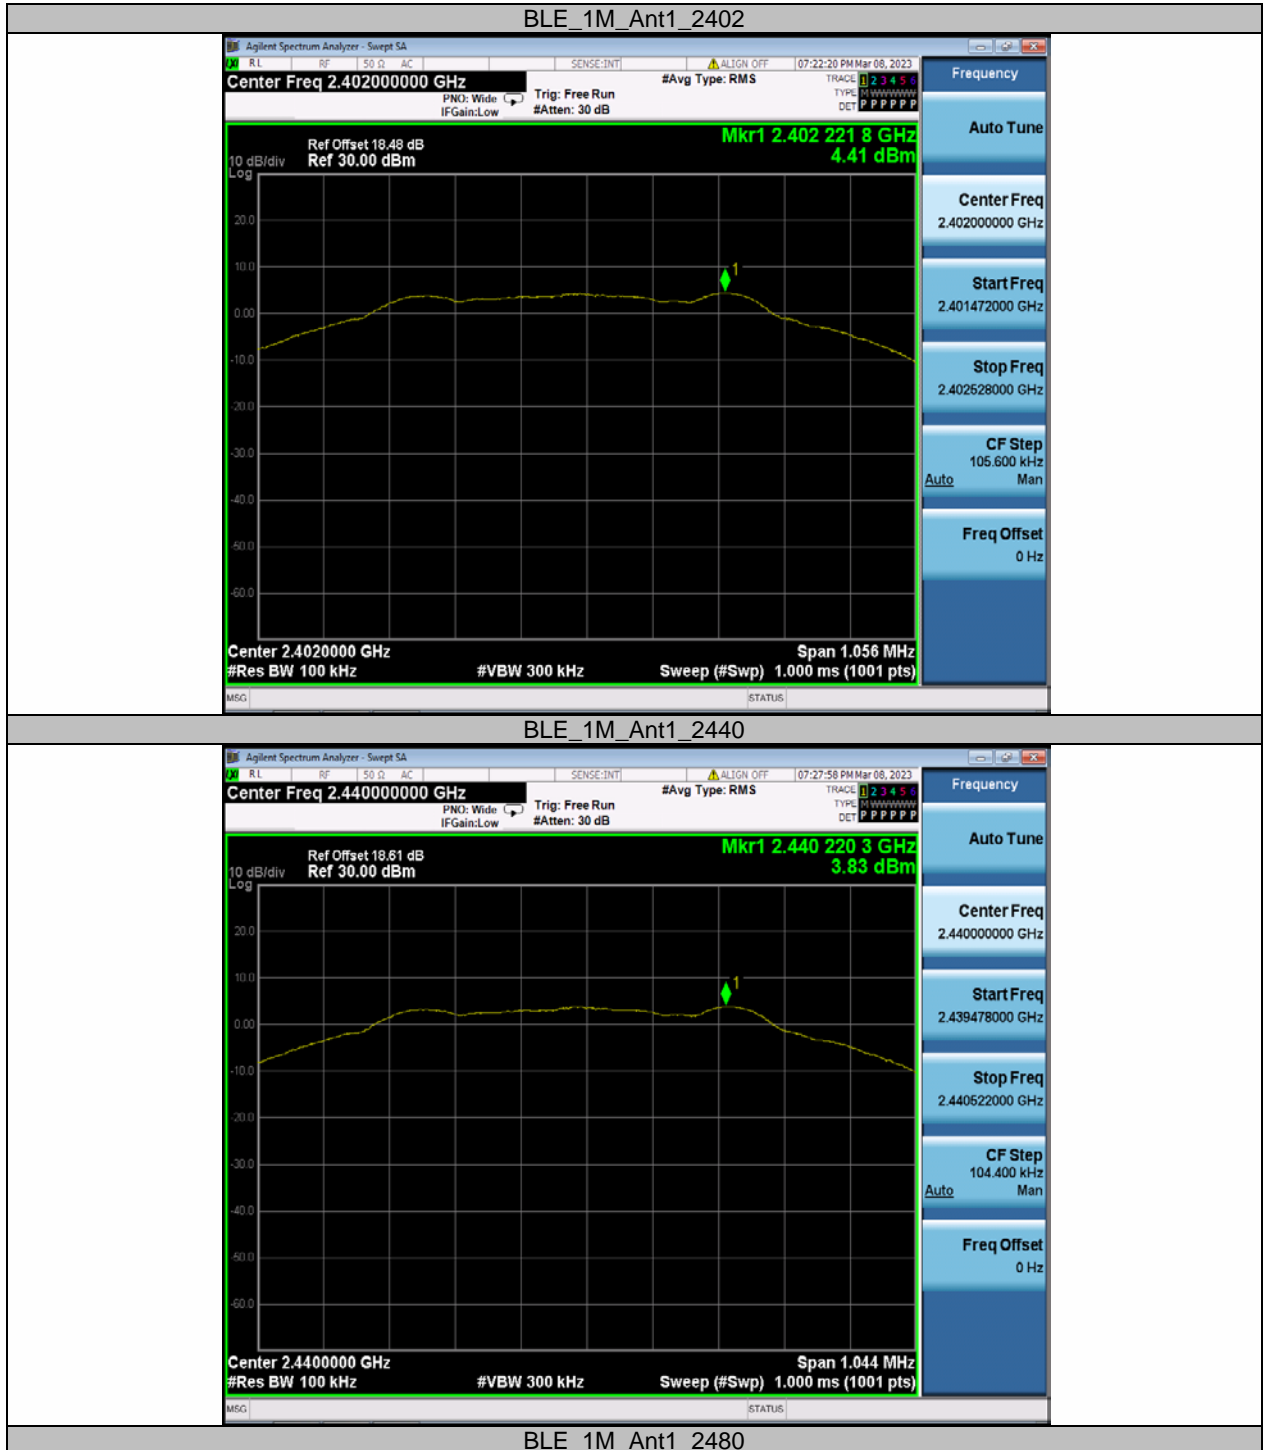 BLE_1M_Ant1_2402
Agilent Spectrum Analyzer - Swept SA
RL RF 50 Ω AC SENSE:INT ALIGN OFF 07:22:20 PM Mar 08, 2023
Center Freq 2.402000000 GHz
#Avg Type: RMS
TRACE 1 2 3 4 5 6
PNO: Wide
IFGain:Low
Trig: Free Run
#Atten: 30 dB
TYPE M WWWWW
DET P P P P P P
Mkr1 2.402 221 8 GHz
4.41 dBm
Ref Offset 18.48 dB
10 dB/div Ref 30.00 dBm
Log
20.0
10.0
1
0.00
-10.0
-20.0
-30.0
-40.0
-50.0
-60.0
Center 2.4020000 GHz Span 1.056 MHz
#Res BW 100 kHz #VBW 300 kHz Sweep (#Swp) 1.000 ms (1001 pts)
MSG STATUS
Frequency
Auto Tune
Center Freq
2.402000000 GHz
Start Freq
2.401472000 GHz
Stop Freq
2.402528000 GHz
CF Step
105.600 kHz
Auto Man
Freq Offset
0 Hz
BLE_1M_Ant1_2440
Agilent Spectrum Analyzer - Swept SA
RL RF 50 Ω AC SENSE:INT ALIGN OFF 07:27:58 PM Mar 08, 2023
Center Freq 2.440000000 GHz
#Avg Type: RMS
TRACE 1 2 3 4 5 6
PNO: Wide
IFGain:Low
Trig: Free Run
#Atten: 30 dB
TYPE M WWWWW
DET P P P P P P
Mkr1 2.440 220 3 GHz
3.83 dBm
Ref Offset 18.61 dB
10 dB/div Ref 30.00 dBm
Log
20.0
10.0
1
0.00
-10.0
-20.0
-30.0
-40.0
-50.0
-60.0
Center 2.4400000 GHz Span 1.044 MHz
#Res BW 100 kHz #VBW 300 kHz Sweep (#Swp) 1.000 ms (1001 pts)
MSG STATUS
Frequency
Auto Tune
Center Freq
2.440000000 GHz
Start Freq
2.439478000 GHz
Stop Freq
2.440522000 GHz
CF Step
104.400 kHz
Auto Man
Freq Offset
0 Hz
BLE_1M_Ant1_2480